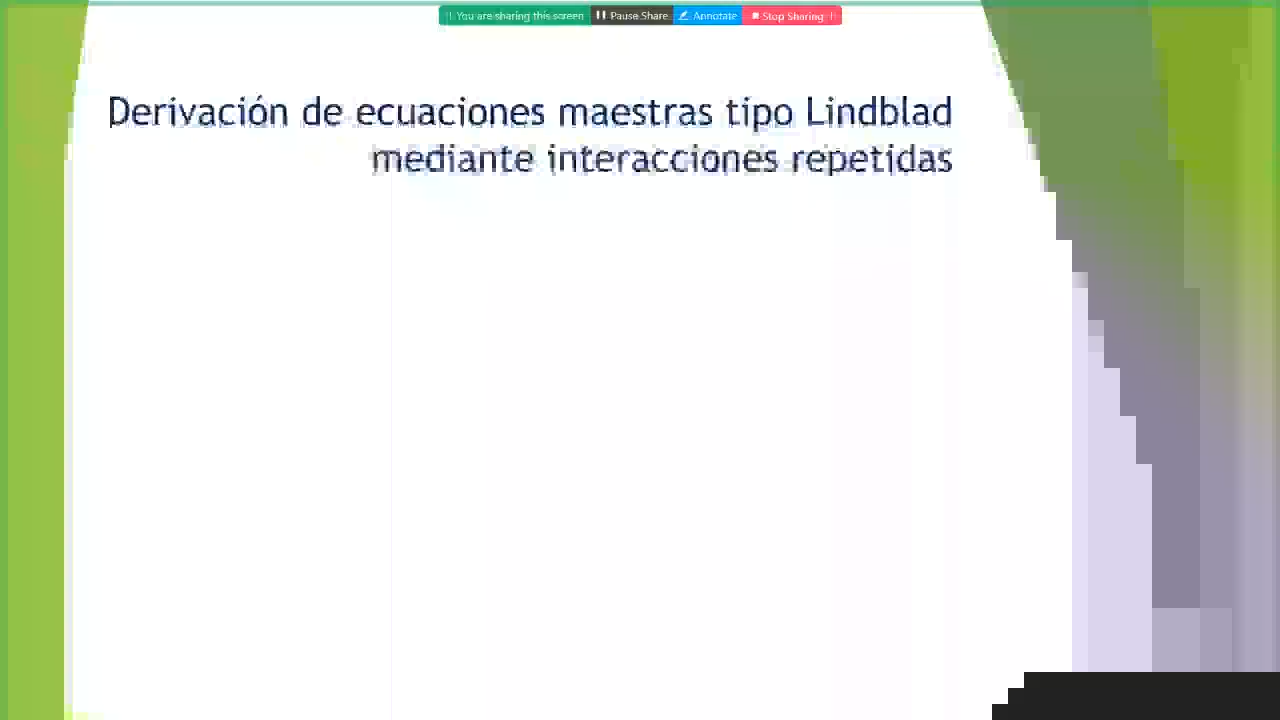 You are sharing this screen Pause Share Annotate Stop Sharing
Derivación de ecuaciones maestras tipo Lindblad
mediante interacciones repetidas